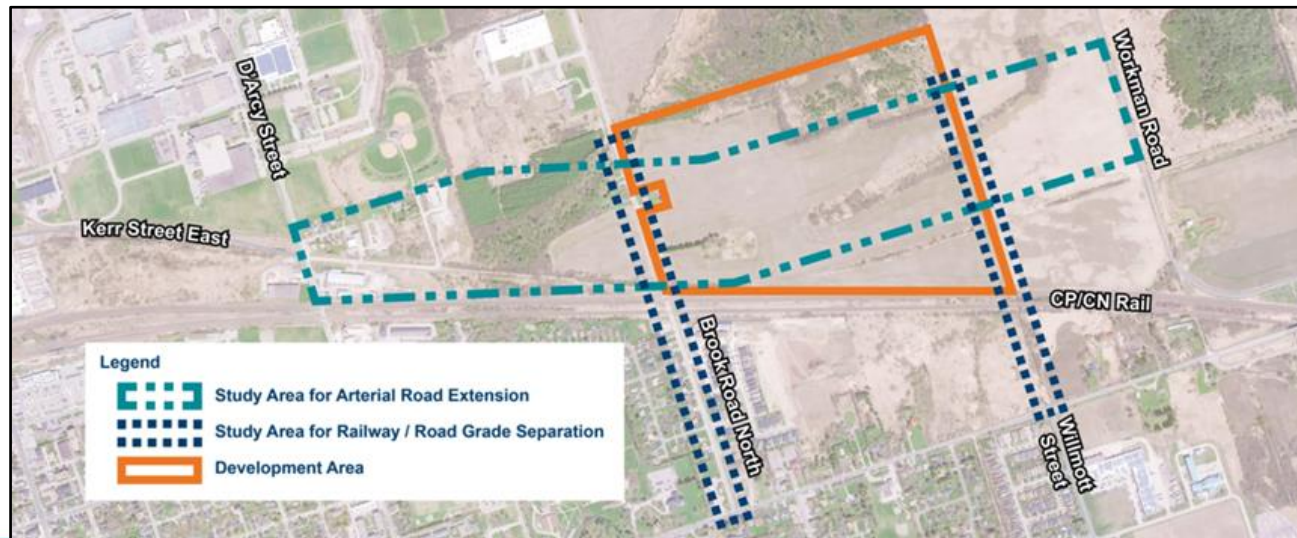 D'Arcy Street
Workman Road
Kerr Street East
CP/CN Rail
Brook Road North
Willmott
Street
Legend
Study Area for Arterial Road Extension
Study Area for Railway / Road Grade Separation
Development Area